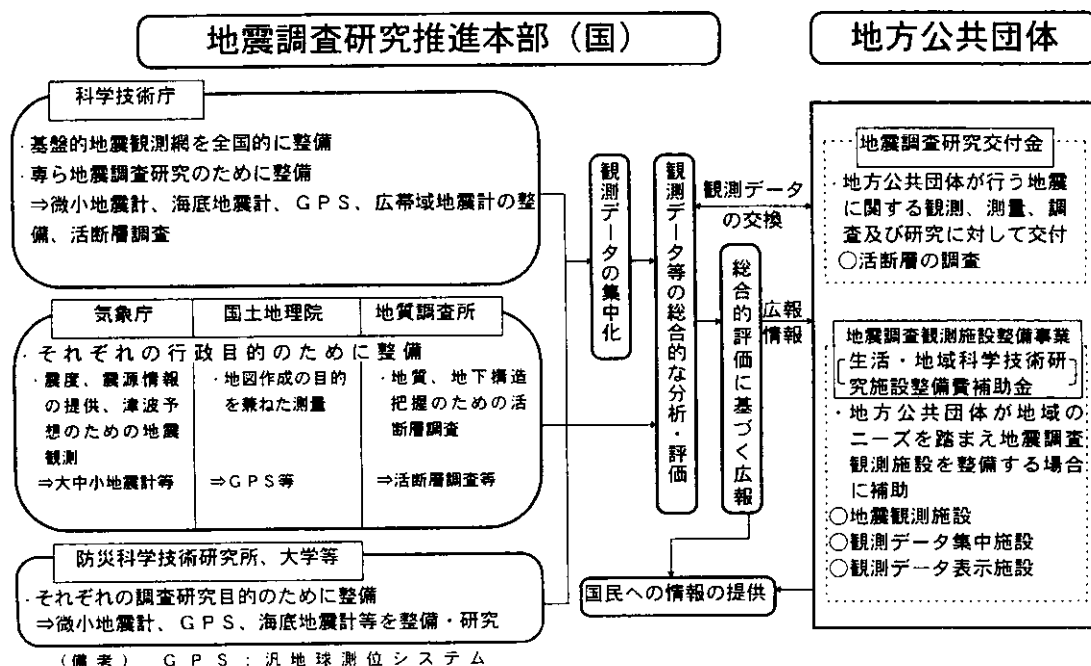 地震調査研究推進本部（国）
地方公共団体
科学技術庁
・基盤的地震観測網を全国的に整備
・専ら地震調査研究のために整備
⇒微小地震計、海底地震計、ＧＰＳ、広帯域地震計の整
備、活断層調査
気象庁
国土地理院
地質調査所
・それぞれの行政目的のために整備
・震度、震源情報
の提供、津波予
想のための地震
観測
⇒大中小地震計等
・地図作成の目的
を兼ねた測量
⇒ＧＰＳ等
・地質、地下構造
把握のための活
断層調査
⇒活断層調査等
防災科学技術研究所、大学等
・それぞれの調査研究目的のために整備
⇒微小地震計、ＧＰＳ、海底地震計等を整備・研究
（備考）　ＧＰＳ：汎地球測位システム
観測データの集中化
観測データ等の総合的な分析・評価
観測データ
の交換
総合的評価に基づく広報
広報
情報
国民への情報の提供
地震調査研究交付金
・地方公共団体が行う地震
に関する観測、測量、調
査及び研究に対して交付
○活断層の調査
地震調査観測施設整備事業
生活・地域科学技術研
究施設整備費補助金
・地方公共団体が地域の
ニーズを踏まえ地震調査
観測施設を整備する場合
に補助
○地震観測施設
○観測データ集中施設
○観測データ表示施設